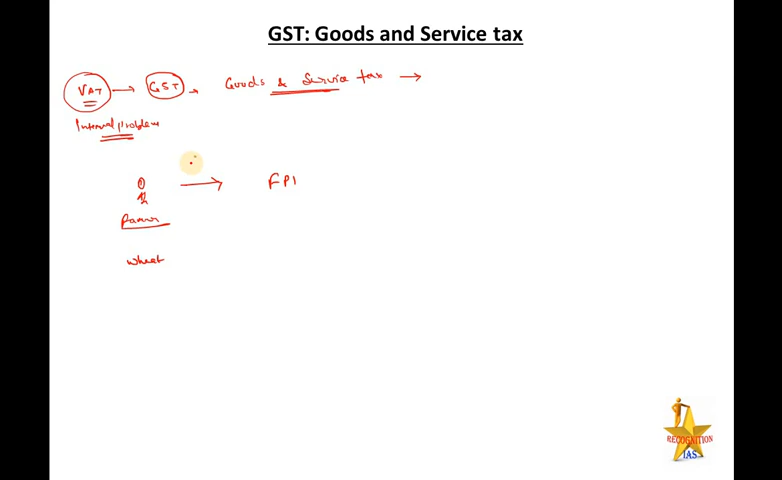 GST: Goods and Service tax
VAT → GST → Goods & Service tax →
Internal problem
→ FPI
Farmer
wheat
RECOGNITION
IAS